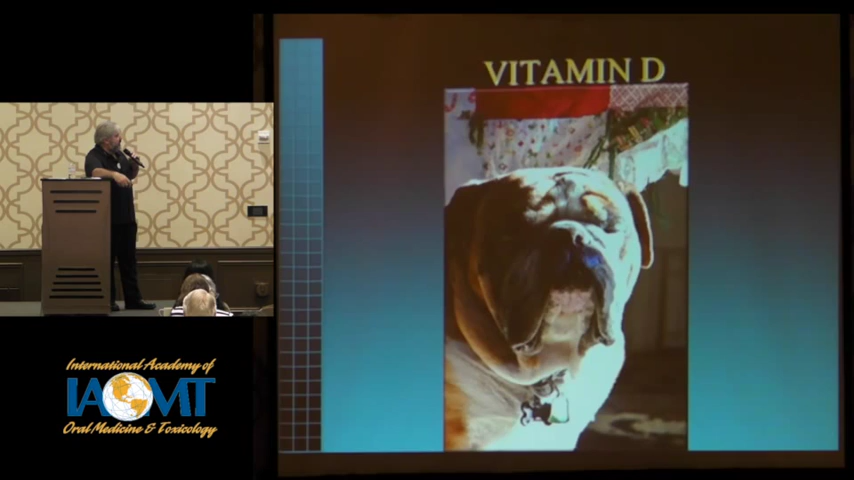 VITAMIN D
International Academy of
IAOMT
Oral Medicine & Toxicology